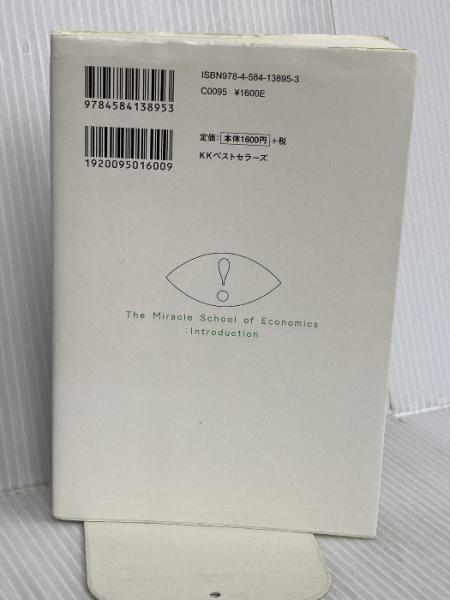 ISBN978-4-584-13895-3
C0095 ¥1600E
9784584138953
定価: 本体1600円 +税
KKベストセラーズ
1920095016009
!
The Miracle School of Economics
:Introduction